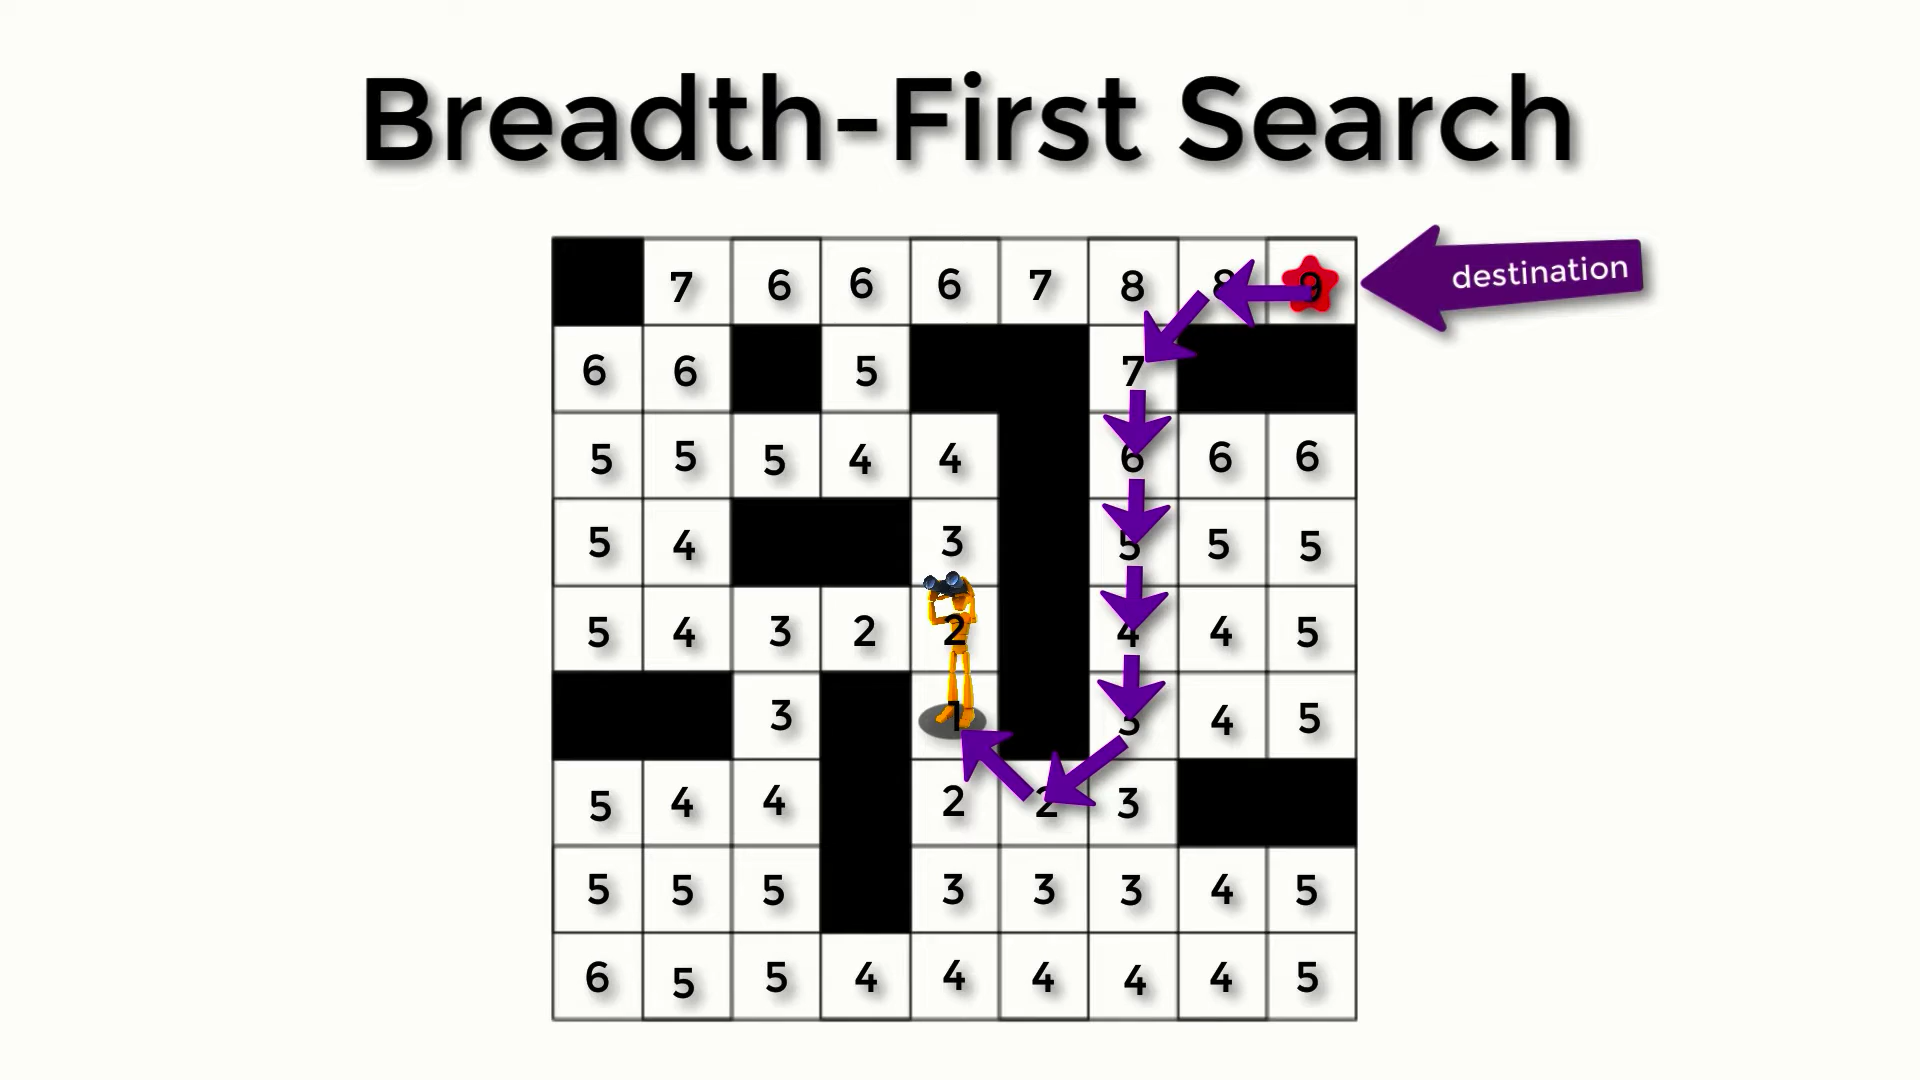 Breadth-First Search
7 6 6 6 7 8 8 9 destination
6 6 5 7
5 5 5 4 4 6 6 6
5 4 3 5 5 5
5 4 3 2 2 4 4 5
3 1 3 4 5
5 4 4 2 2 3
5 5 5 3 3 3 4 5
6 5 5 4 4 4 4 4 5